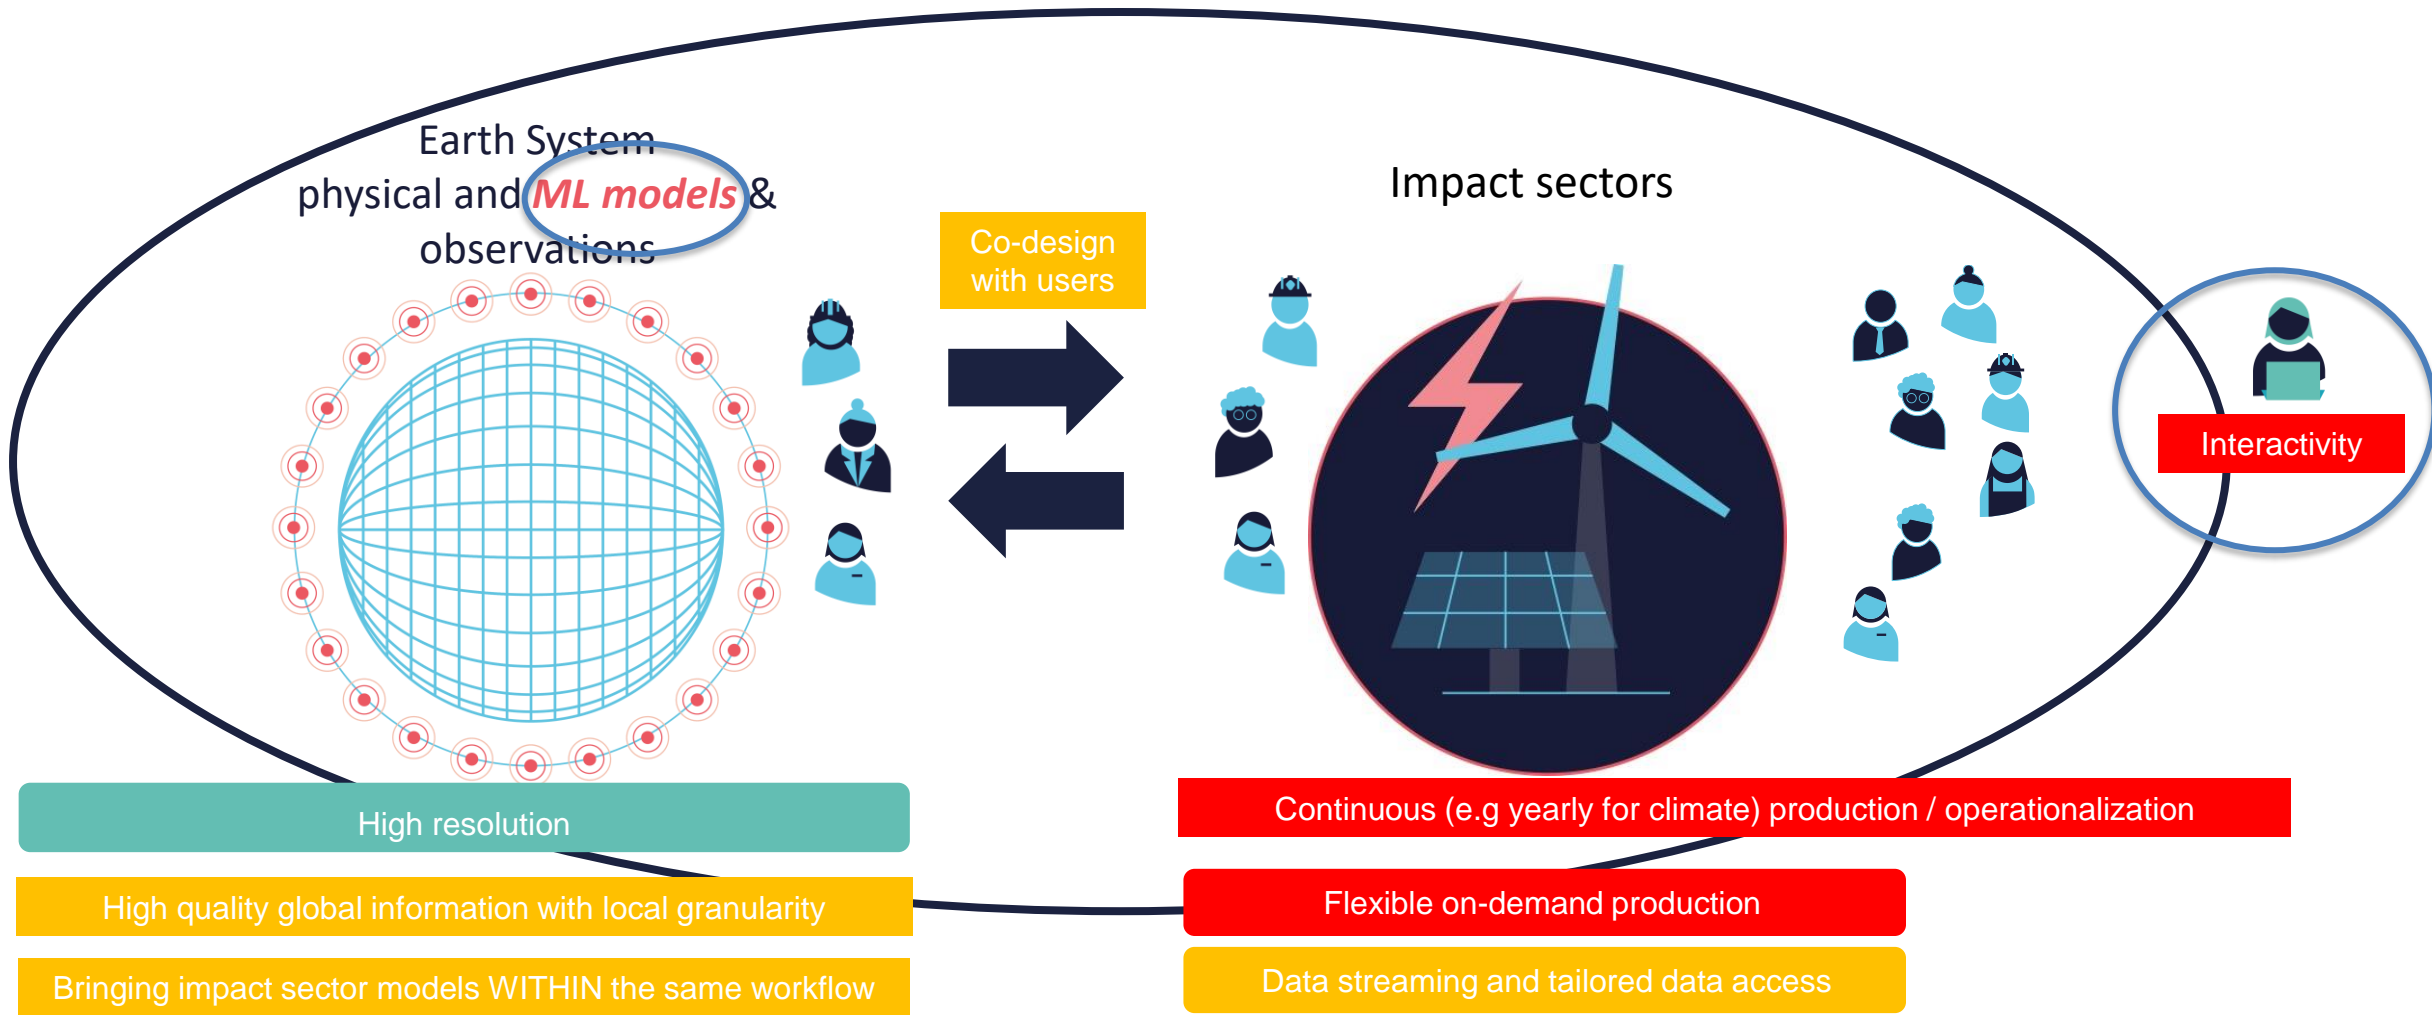 Earth System
physical and ML models &
observations
Co-design
with users
Impact sectors
Interactivity
High resolution
High quality global information with local granularity
Bringing impact sector models WITHIN the same workflow
Continuous (e.g yearly for climate) production / operationalization
Flexible on-demand production
Data streaming and tailored data access